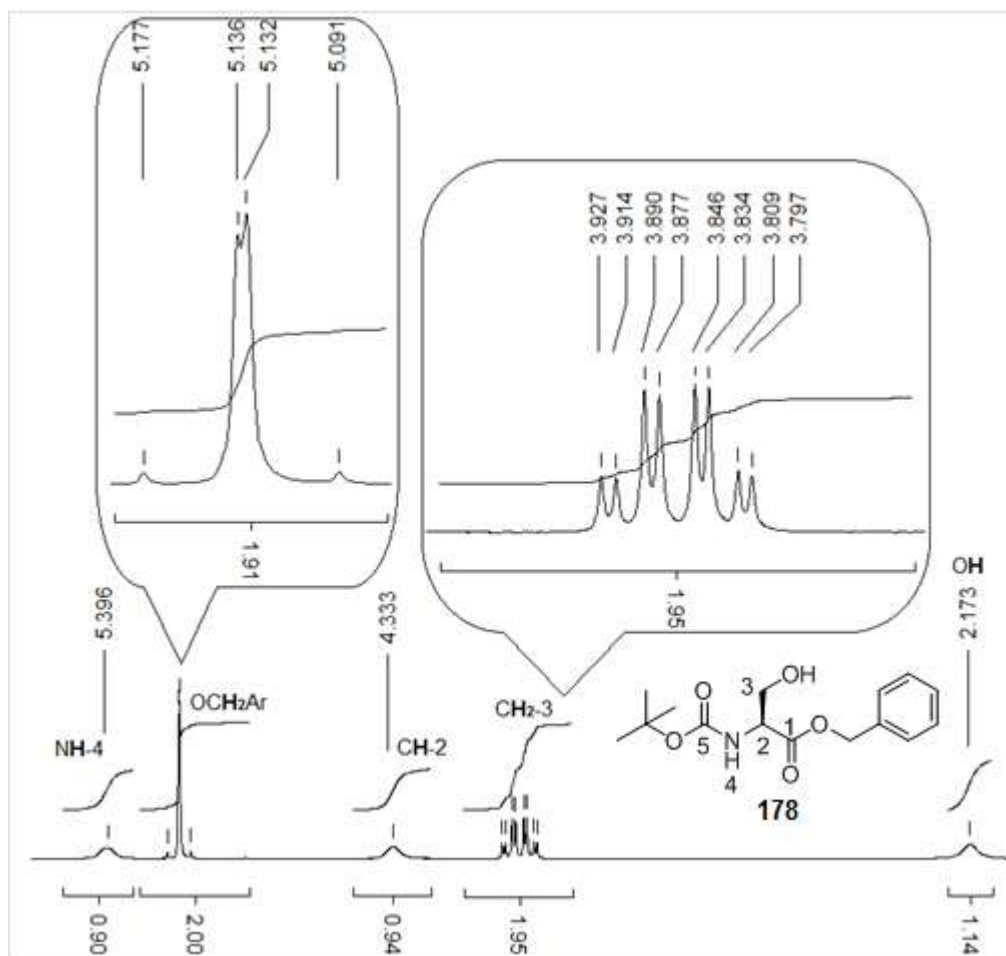 5.177
5.136
5.132
5.091
1.91
3.927
3.914
3.890
3.877
3.846
3.834
3.809
3.797
1.95
5.396
NH-4
OCH₂Ar
4.333
CH-2
CH₂-3
OH
2.173
OH
3
O
O
5
N
H
4
2
1
O
O
178
0.90
2.00
0.94
1.95
1.14